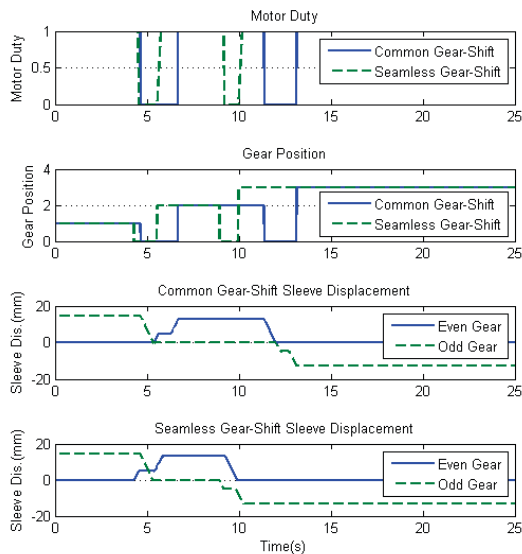 Motor Duty
Motor Duty
1
0.5
0
Common Gear-Shift
Seamless Gear-Shift
0 5 10 15 20 25
Gear Position
Gear Position
4
2
0
Common Gear-Shift
Seamless Gear-Shift
0 5 10 15 20 25
Common Gear-Shift Sleeve Displacement
Sleeve Dis.(mm)
20
0
-20
Even Gear
Odd Gear
0 5 10 15 20 25
Seamless Gear-Shift Sleeve Displacement
Sleeve Dis.(mm)
20
0
-20
Even Gear
Odd Gear
0 5 10 15 20 25
Time(s)